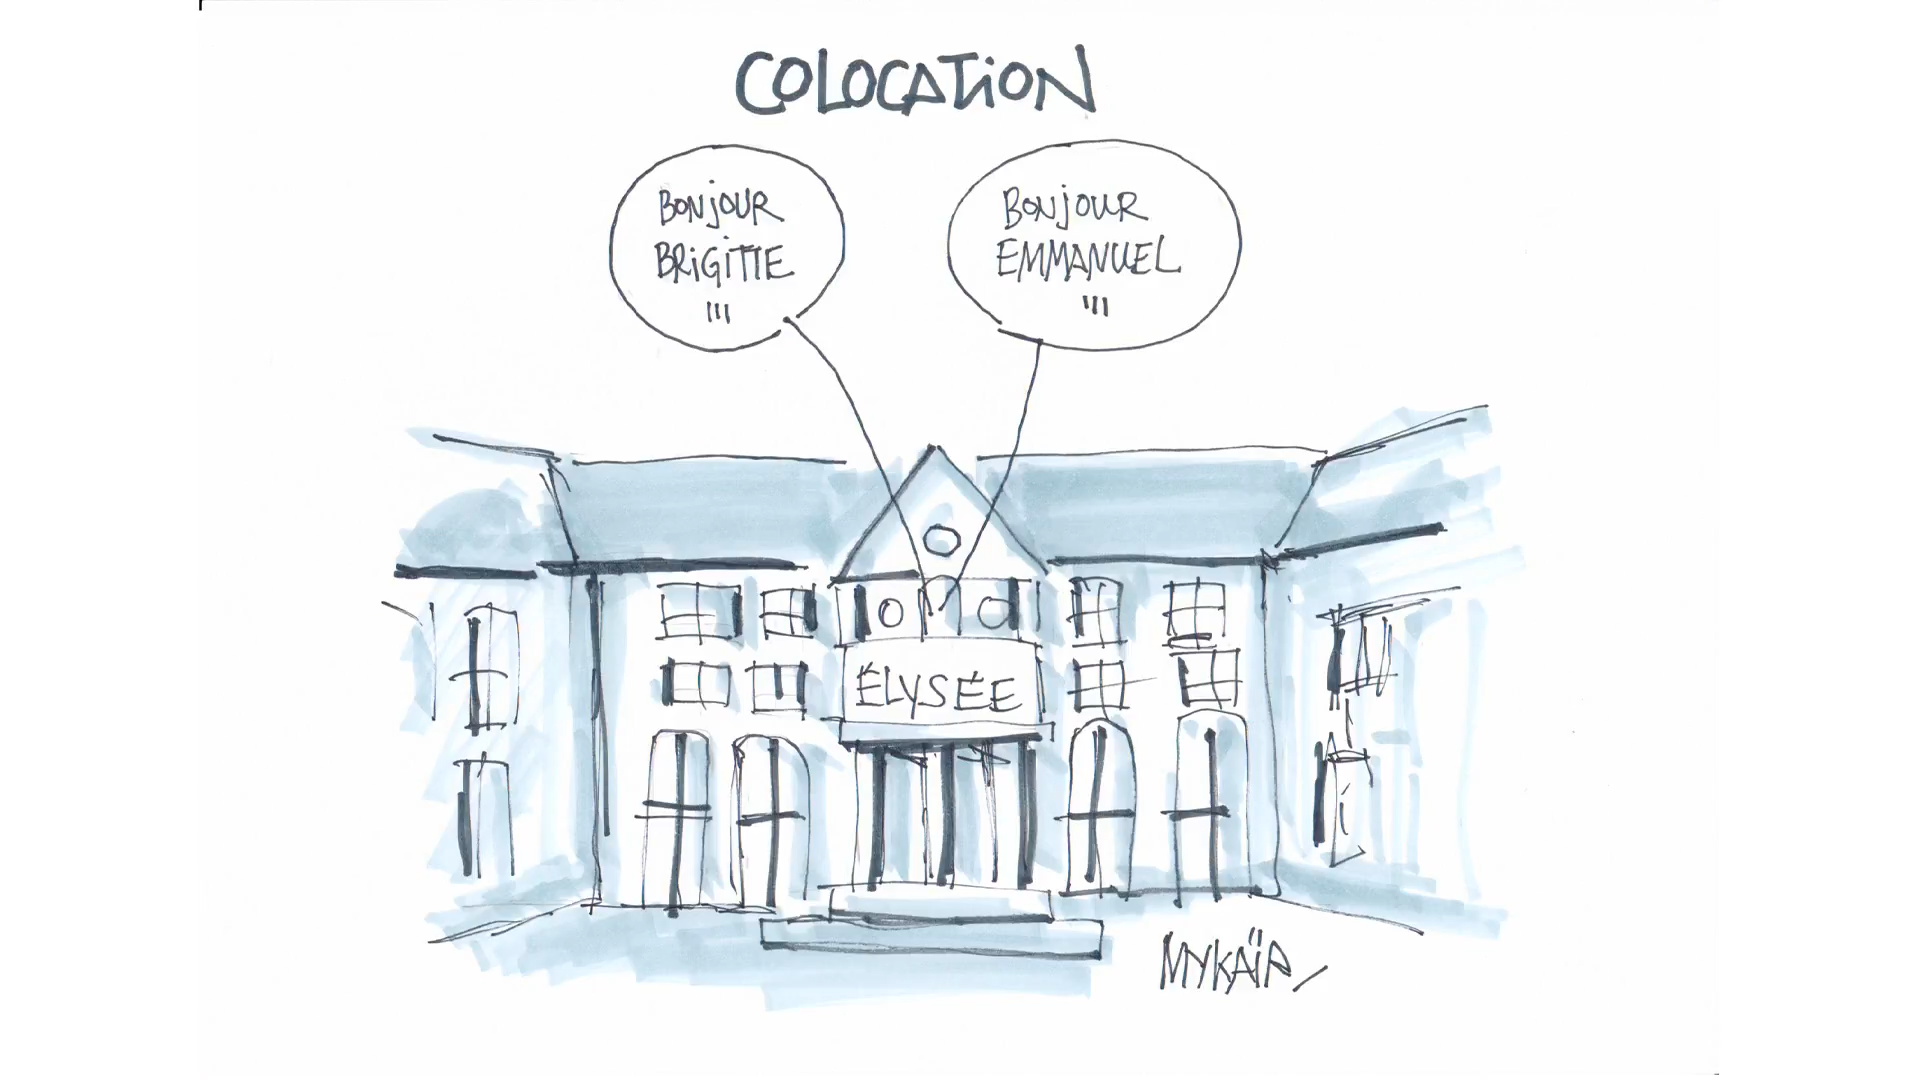 COLOCATION
BONJOUR
BRIGITTE
!!!
BONJOUR
EMMANUEL
!!!
ÉLYSÉE
MYKAÏA